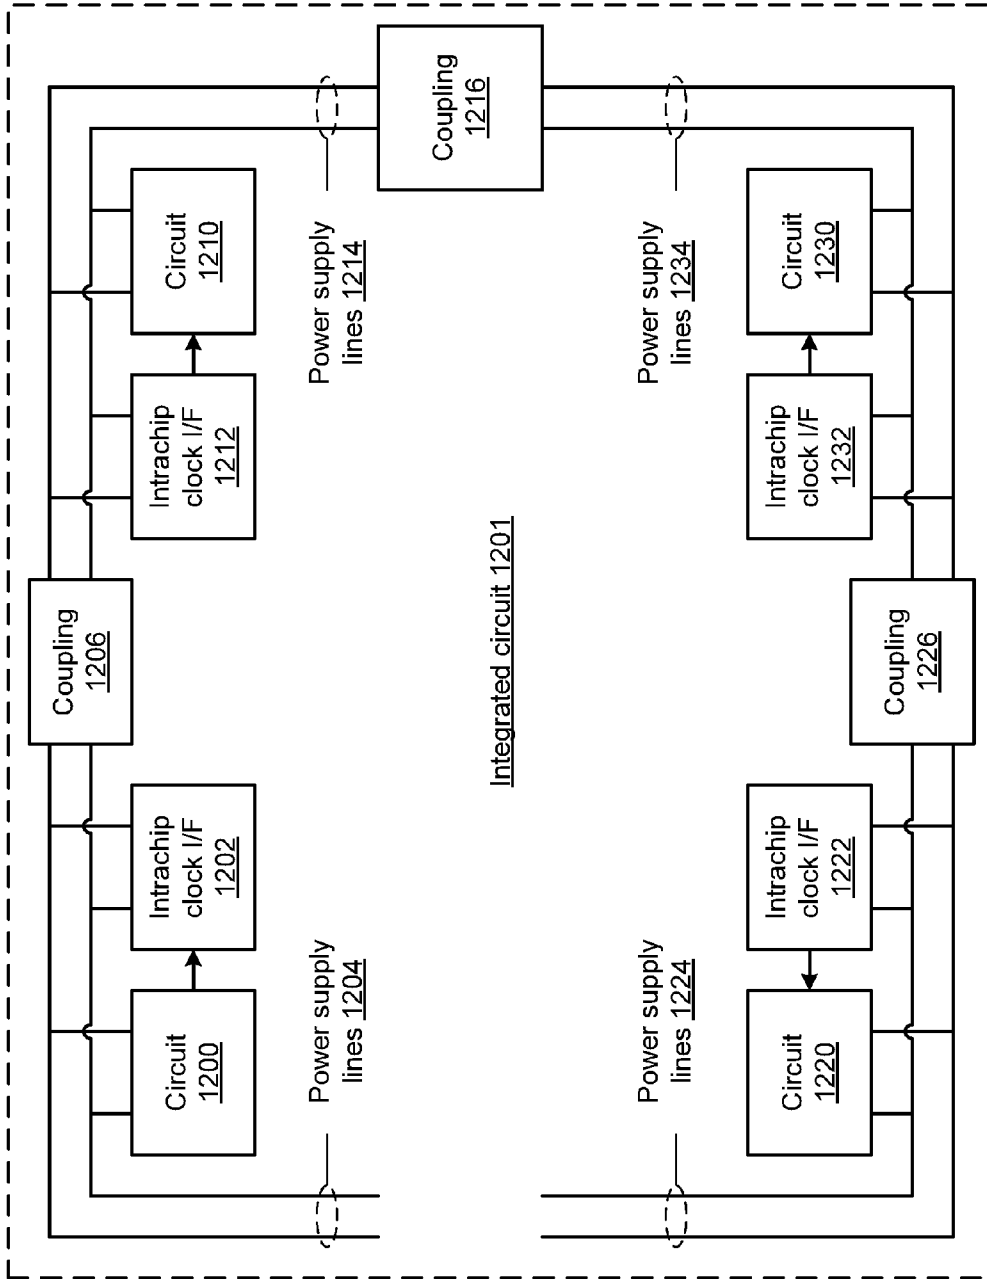 Coupling
1206
Circuit
1200
Intrachip
clock I/F
1202
Intrachip
clock I/F
1212
Circuit
1210
Power supply
lines 1204
Power supply
lines 1214
Coupling
1216
Integrated circuit 1201
Power supply
lines 1224
Power supply
lines 1234
Circuit
1220
Intrachip
clock I/F
1222
Intrachip
clock I/F
1232
Circuit
1230
Coupling
1226